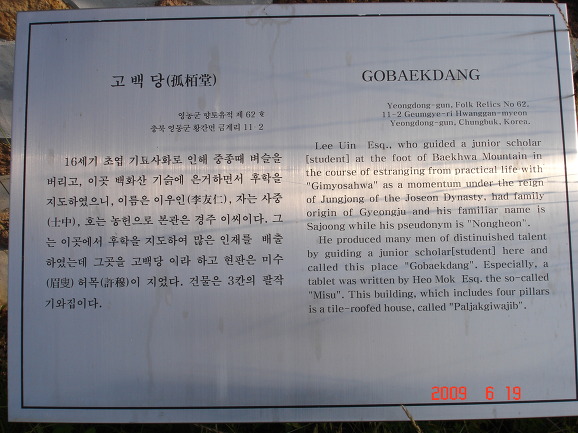 고백당(孤栢堂)
영동군 향토유적 제 62호
충북 영동군 황간면 금계리 11-2
16세기 초엽 기묘사화로 인해 중종때 벼슬을
버리고, 이곳 백화산 기슭에 은거하면서 후학을
지도하였으니, 이름은 이우인(李友仁), 자는 사중
(士中), 호는 농헌으로 본관은 경주 이씨이다. 그
는 이곳에서 후학을 지도하여 많은 인재를 배출
하였는데 그곳을 고백당 이라 하고 현판은 미수
(眉叟) 허목(許穆)이 지었다. 건물은 3칸의 팔작
기와집이다.
GOBAEKDANG
Yeongdong-gun, Folk Relics No 62,
11-2 Geumgye-ri Hwanggan-myeon
Yeongdong-gun, Chungbuk, Korea.
Lee Uin Esq., who guided a junior scholar
[student] at the foot of Baekhwa Mountain in
the course of estranging from practical life with
"Gimyosahwa" as a momentum under the reign
of Jungjong of the Joseon Dynasty, had family
origin of Gyeongju and his familiar name is
Sajoong while his pseudonym is "Nongheon".
He produced many men of distinuished talent
by guiding a junior scholar[student] here and
called this place "Gobaekdang". Especially, a
tablet was written by Heo Mok Esq. the so-called
"Misu". This building, which includes four pillars
is a tile-roofed house, called "Paljakgiwajib".
2009 6 19